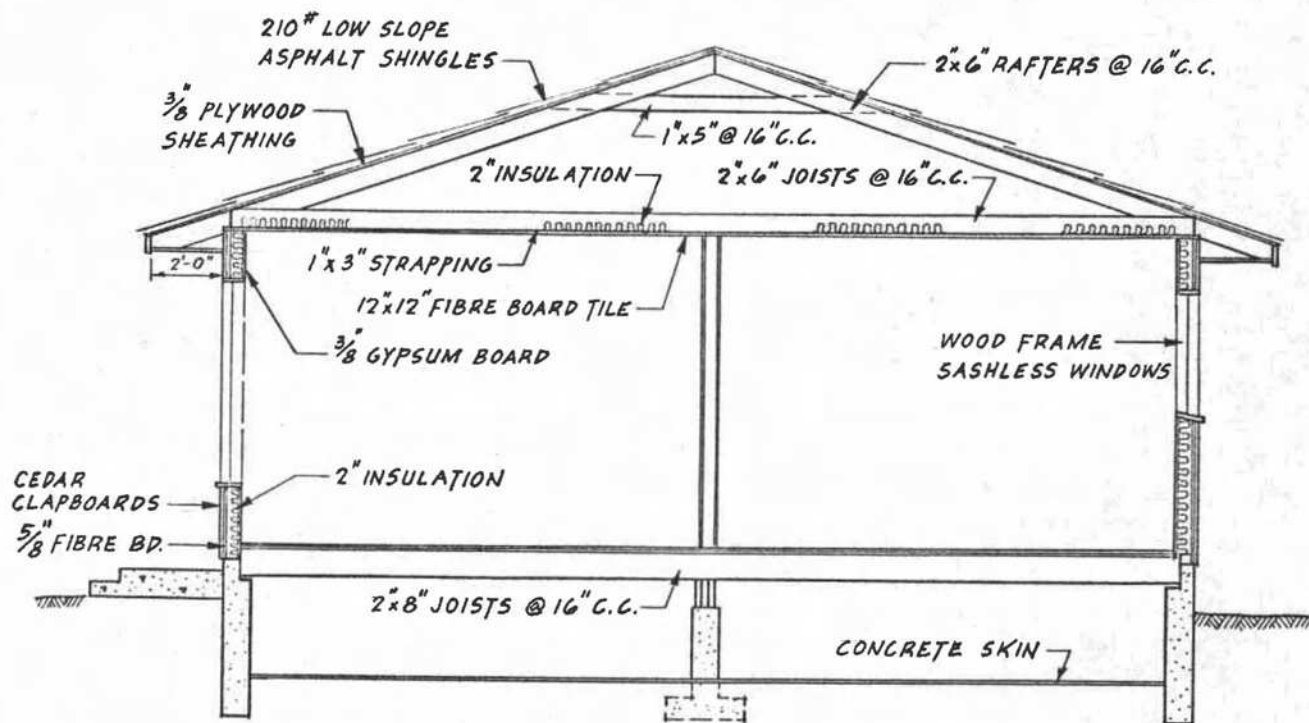 210# LOW SLOPE
ASPHALT SHINGLES
2"x6" RAFTERS @ 16"C.C.
3/8" PLYWOOD
SHEATHING
1"x5" @ 16"C.C.
2" INSULATION
2"x6" JOISTS @ 16"C.C.
2'-0"
1"x3" STRAPPING
12"x12" FIBRE BOARD TILE
3/8" GYPSUM BOARD
WOOD FRAME
SASHLESS WINDOWS
CEDAR
CLAPBOARDS
2" INSULATION
5/8" FIBRE BD.
2"x8" JOISTS @ 16"C.C.
CONCRETE SKIN